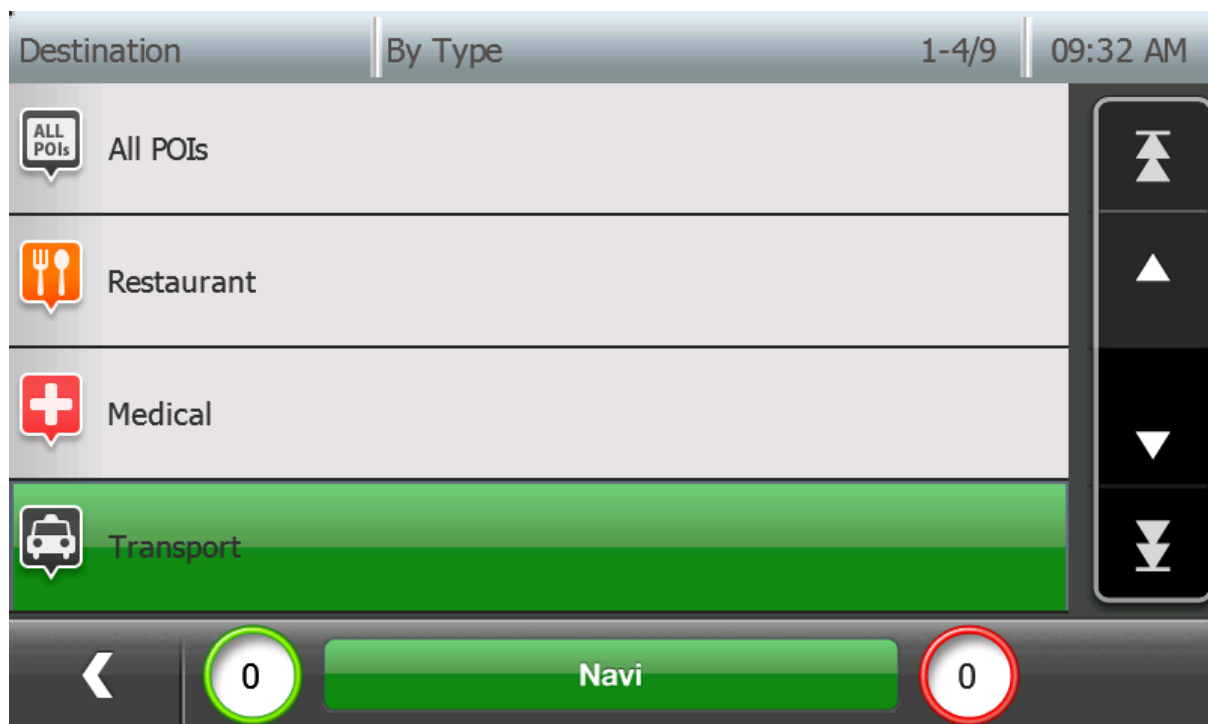 Destination By Type 1-4/9 09:32 AM
ALL
POIs
All POIs
Restaurant
Medical
Transport
0 Navi 0